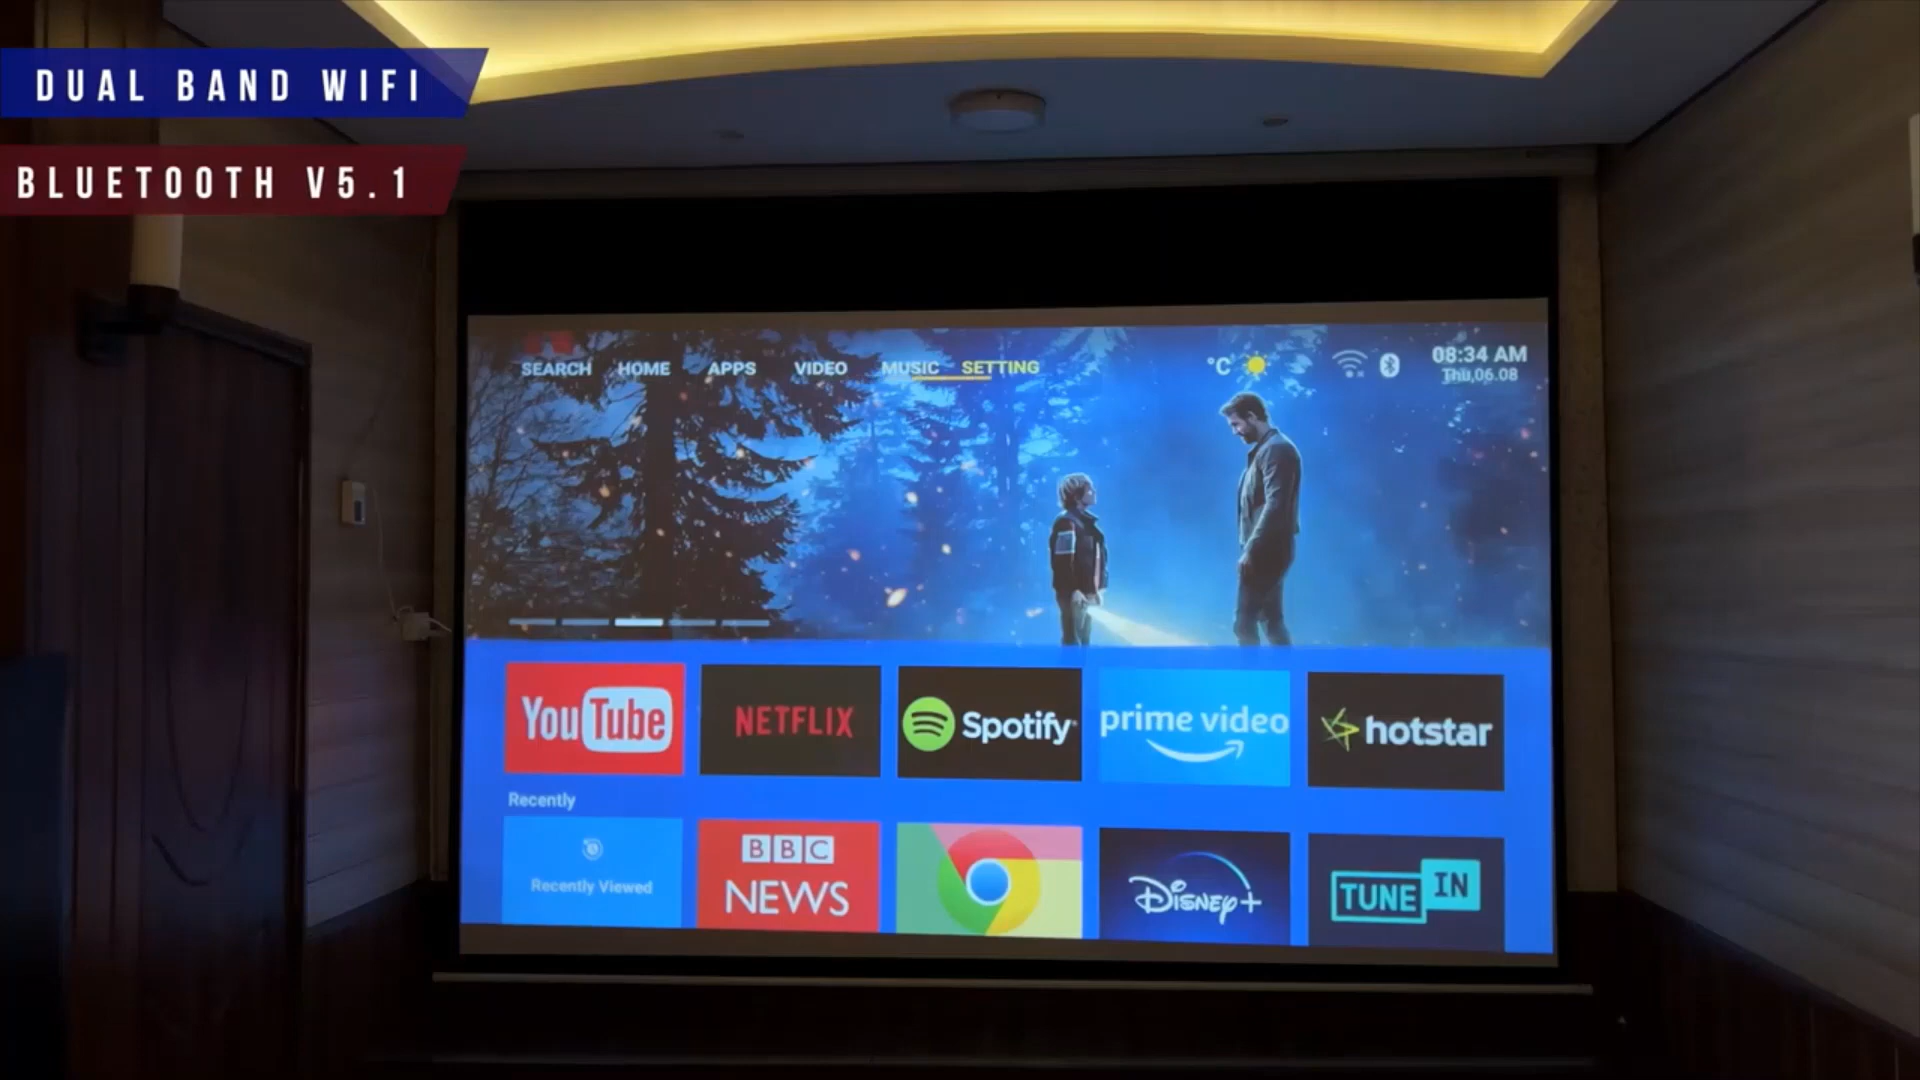 DUAL BAND WIFI
BLUETOOTH V5.1
SEARCH HOME APPS VIDEO MUSIC SETTING °C 08:34 AM
Thu,06.08
YouTube NETFLIX Spotify prime video hotstar
Recently
Recently Viewed BBC NEWS Disney+ TUNE IN